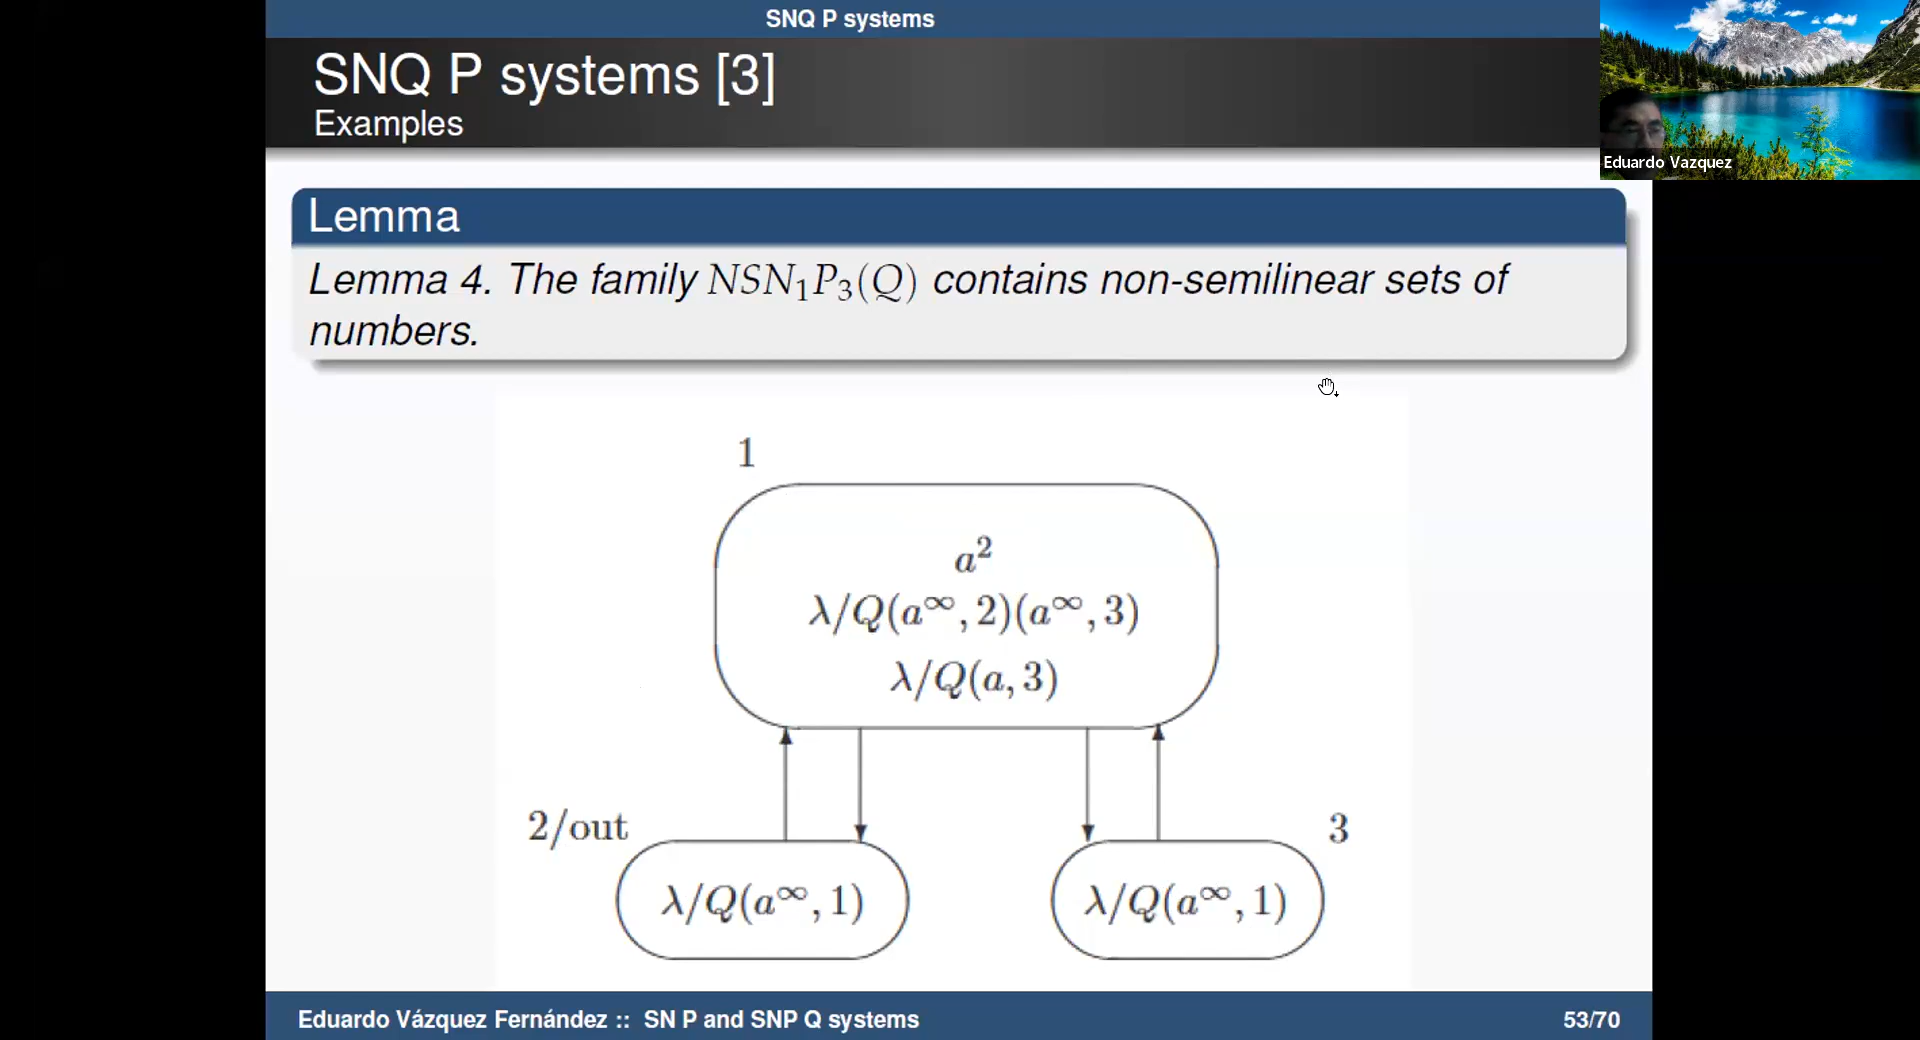 SNQ P systems
SNQ P systems [3]
Examples
Eduardo Vazquez
Lemma
Lemma 4. The family NSN₁P₃(Q) contains non-semilinear sets of
numbers.
1
a²
λ/Q(a^∞, 2)(a^∞, 3)
λ/Q(a, 3)
2/out
3
λ/Q(a^∞, 1)
λ/Q(a^∞, 1)
Eduardo Vázquez Fernández :: SN P and SNP Q systems
53/70